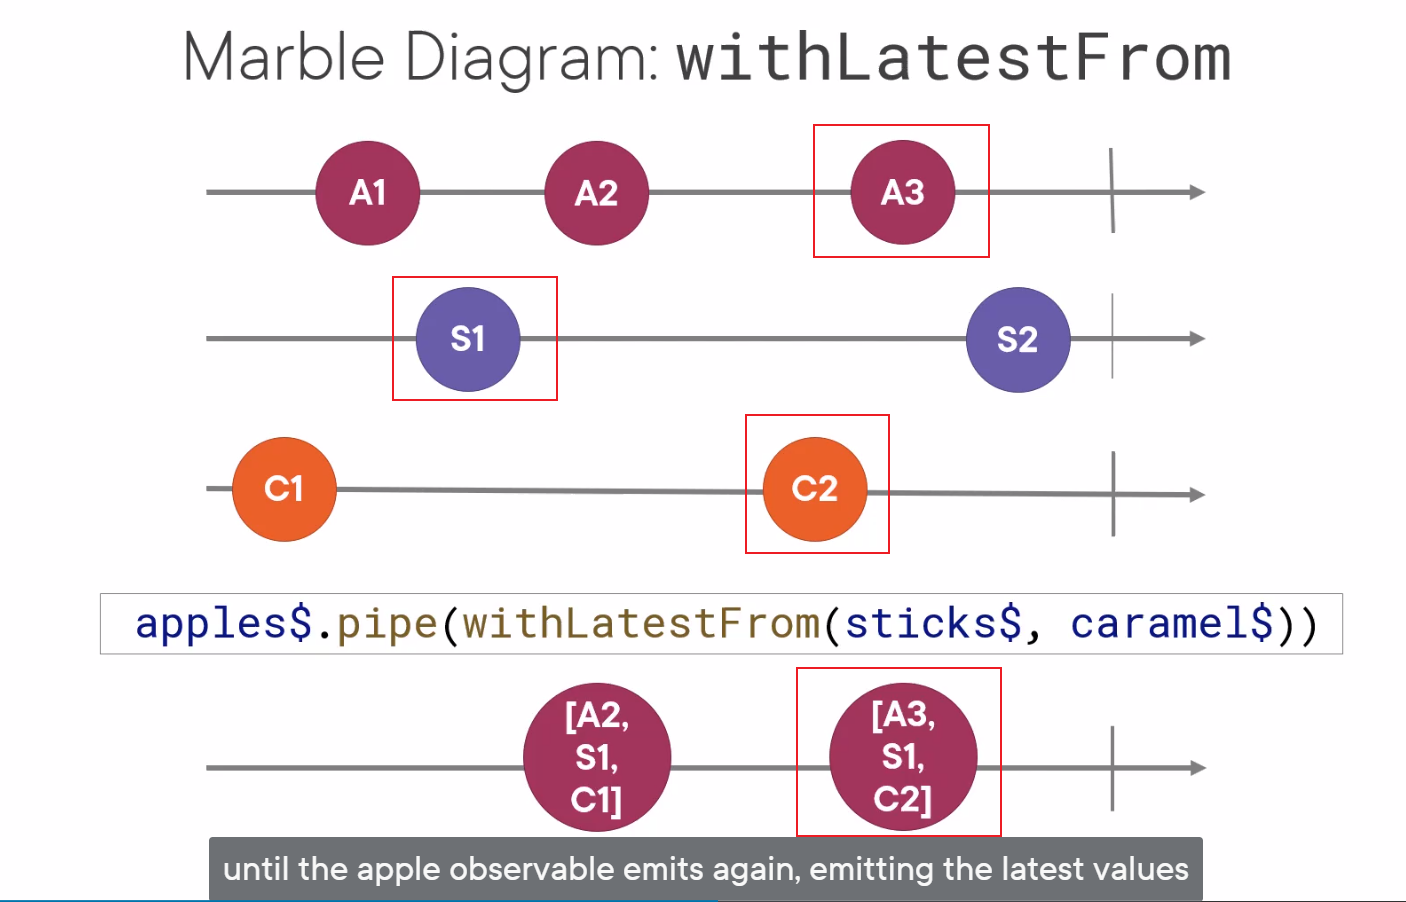 Marble Diagram: withLatestFrom
A1 A2 A3
S1 S2
C1 C2
apples$.pipe(withLatestFrom(sticks$, caramel$))
[A2,
S1,
C1]
[A3,
S1,
C2]
until the apple observable emits again, emitting the latest values